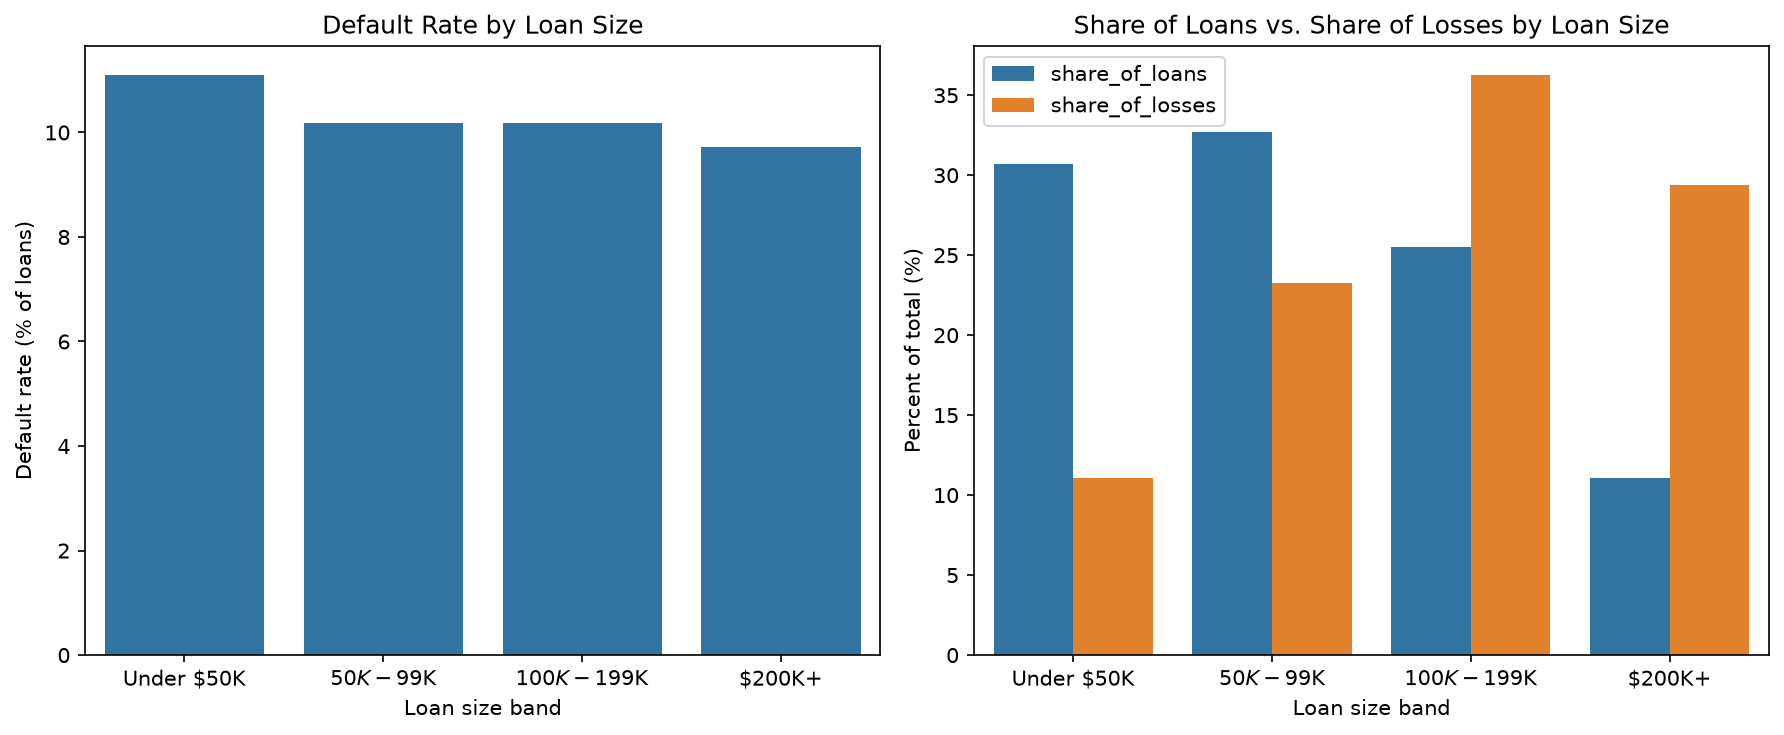 Default Rate by Loan Size
Default rate (% of loans)
10
8
6
4
2
0
Under $50K
50K − 99K
100K − 199K
$200K+
Loan size band
Share of Loans vs. Share of Losses by Loan Size
share_of_loans
share_of_losses
Percent of total (%)
35
30
25
20
15
10
5
0
Under $50K
50K − 99K
100K − 199K
$200K+
Loan size band